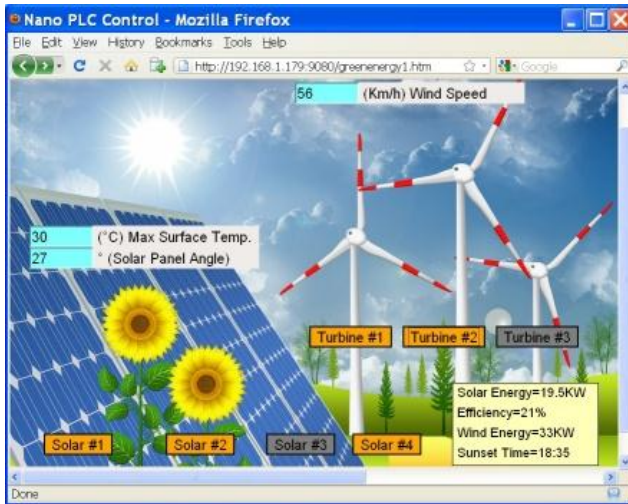 Nano PLC Control - Mozilla Firefox
File Edit View History Bookmarks Tools Help
http://192.168.1.179:9080/greenenergy1.htm
Google
56 (Km/h) Wind Speed
30 (°C) Max Surface Temp.
27 ° (Solar Panel Angle)
Turbine #1 Turbine #2 Turbine #3
Solar Energy=19.5KW
Efficiency=21%
Wind Energy=33KW
Sunset Time=18:35
Solar #1 Solar #2 Solar #3 Solar #4
Done